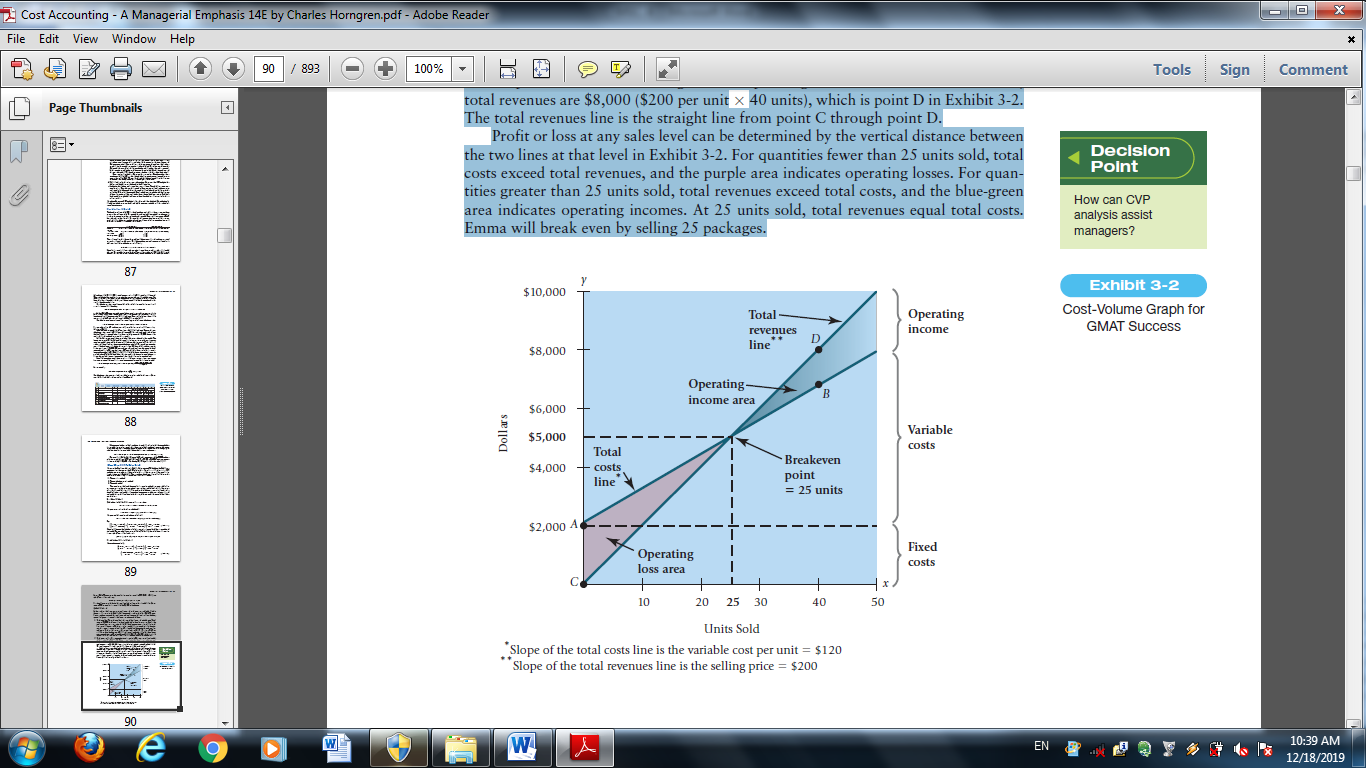 Cost Accounting - A Managerial Emphasis 14E by Charles Horngren.pdf - Adobe Reader
File Edit View Window Help
90 / 893 100% Tools Sign Comment
Page Thumbnails
87
88
89
90
total revenues are $8,000 ($200 per unit × 40 units), which is point D in Exhibit 3-2.
The total revenues line is the straight line from point C through point D.
Profit or loss at any sales level can be determined by the vertical distance between
the two lines at that level in Exhibit 3-2. For quantities fewer than 25 units sold, total
costs exceed total revenues, and the purple area indicates operating losses. For quan-
tities greater than 25 units sold, total revenues exceed total costs, and the blue-green
area indicates operating incomes. At 25 units sold, total revenues equal total costs.
Emma will break even by selling 25 packages.
Decision
Point
How can CVP
analysis assist
managers?
Exhibit 3-2
Cost-Volume Graph for
GMAT Success
y
$10,000
$8,000
$6,000
$5,000
$4,000
$2,000
Dollars
Total
revenues
line**
D
Operating
income area
B
Total
costs
line*
Breakeven
point
= 25 units
A
Operating
loss area
C
x
Operating
income
Variable
costs
Fixed
costs
10 20 25 30 40 50
Units Sold
*Slope of the total costs line is the variable cost per unit = $120
**Slope of the total revenues line is the selling price = $200
EN
10:39 AM
12/18/2019